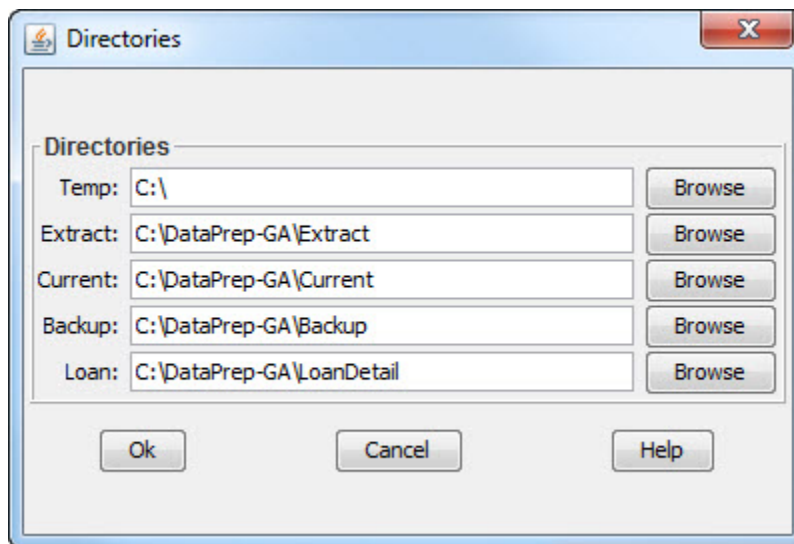 Directories
Directories
Temp: C:\ Browse
Extract: C:\DataPrep-GA\Extract Browse
Current: C:\DataPrep-GA\Current Browse
Backup: C:\DataPrep-GA\Backup Browse
Loan: C:\DataPrep-GA\LoanDetail Browse
Ok Cancel Help